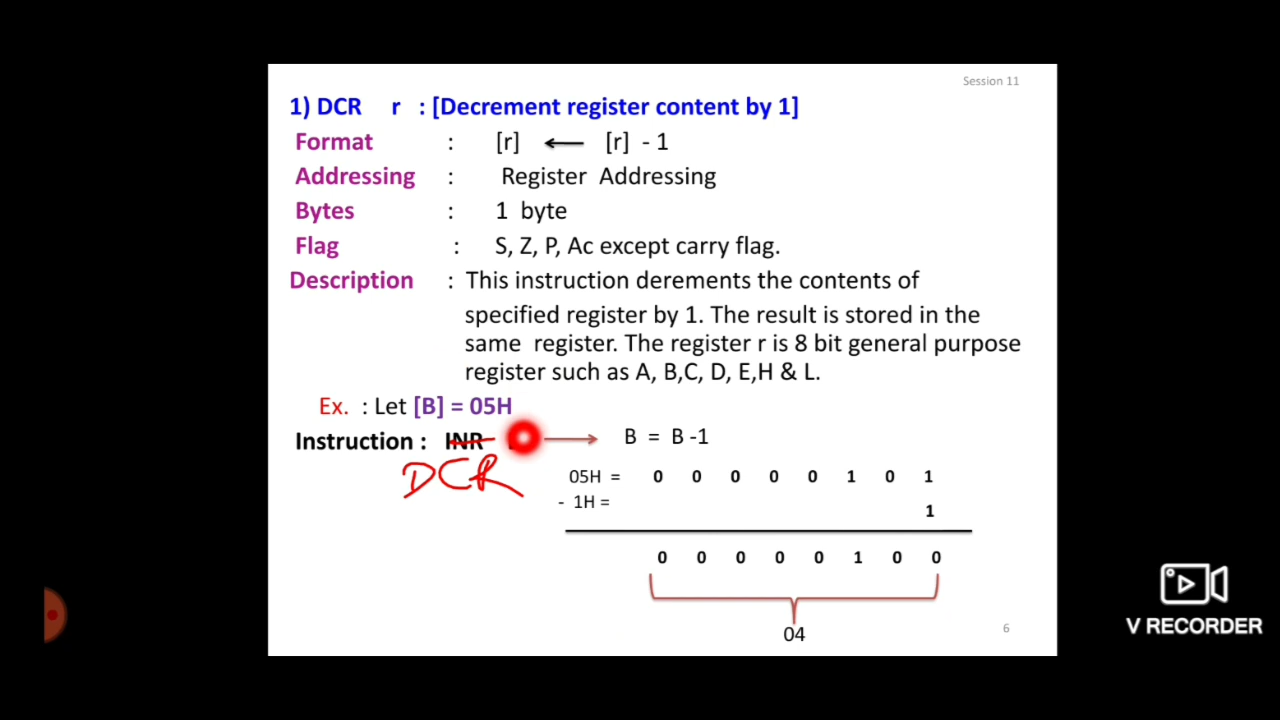 Session 11
1) DCR r : [Decrement register content by 1]
Format : [r] ← [r] - 1
Addressing : Register Addressing
Bytes : 1 byte
Flag : S, Z, P, Ac except carry flag.
Description : This instruction derements the contents of
specified register by 1. The result is stored in the
same register. The register r is 8 bit general purpose
register such as A, B,C, D, E,H & L.
Ex. : Let [B] = 05H
Instruction : INR → B = B -1
DCR
05H = 0 0 0 0 0 1 0 1
- 1H = 1
0 0 0 0 0 1 0 0
04
6
V RECORDER